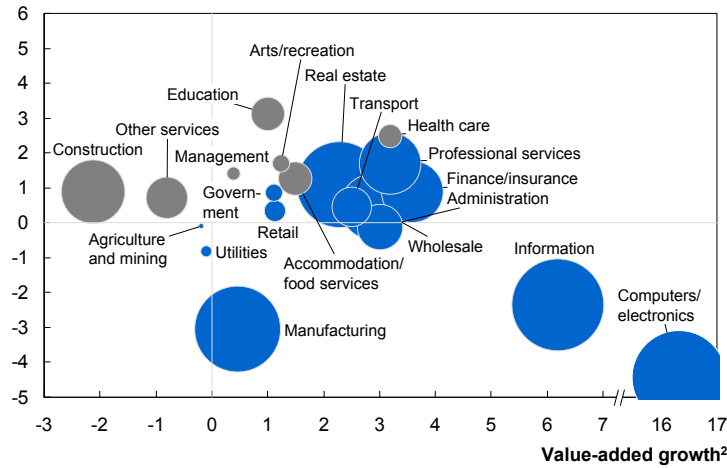 6
5
4
3
2
1
0
-1
-2
-3
-4
-5
Arts/recreation
Real estate
Transport
Education
Other services
Construction
Management
Health care
Professional services
Finance/insurance
Administration
Govern-
ment
Retail
Agriculture
and mining
Utilities
Accommodation/
food services
Wholesale
Information
Computers/
electronics
Manufacturing
-3 -2 -1 0 1 2 3 4 5 6 7 16 17
Value-added growth²